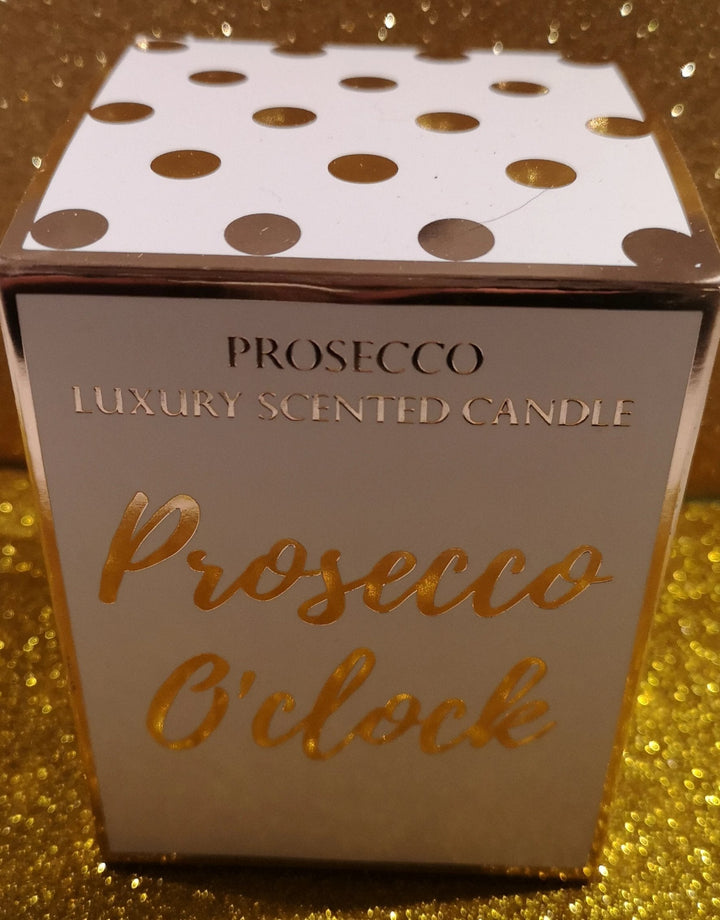 PROSECCO
LUXURY SCENTED CANDLE
Prosecco
O'clock